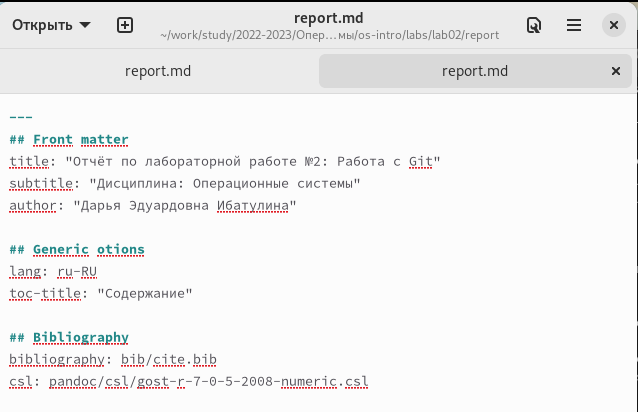 report.md
Открыть
~/work/study/2022-2023/Опер…мы/os-intro/labs/lab02/report
report.md
report.md
---
## Front matter
title: "Отчёт по лабораторной работе №2: Работа с Git"
subtitle: "Дисциплина: Операционные системы"
author: "Дарья Эдуардовна Ибатулина"
## Generic otions
lang: ru-RU
toc-title: "Содержание"
## Bibliography
bibliography: bib/cite.bib
csl: pandoc/csl/gost-r-7-0-5-2008-numeric.csl